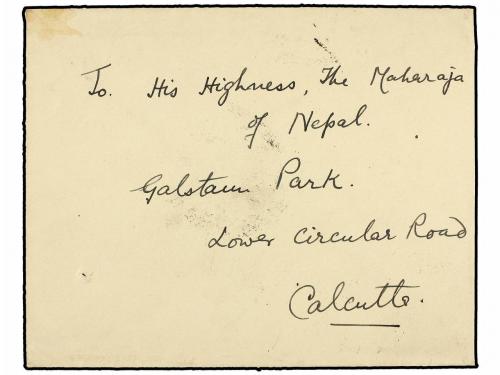 To. His Highness, The Maharaja
of Nepal.
Galstaun Park.
Lower Circular Road
Calcutta.